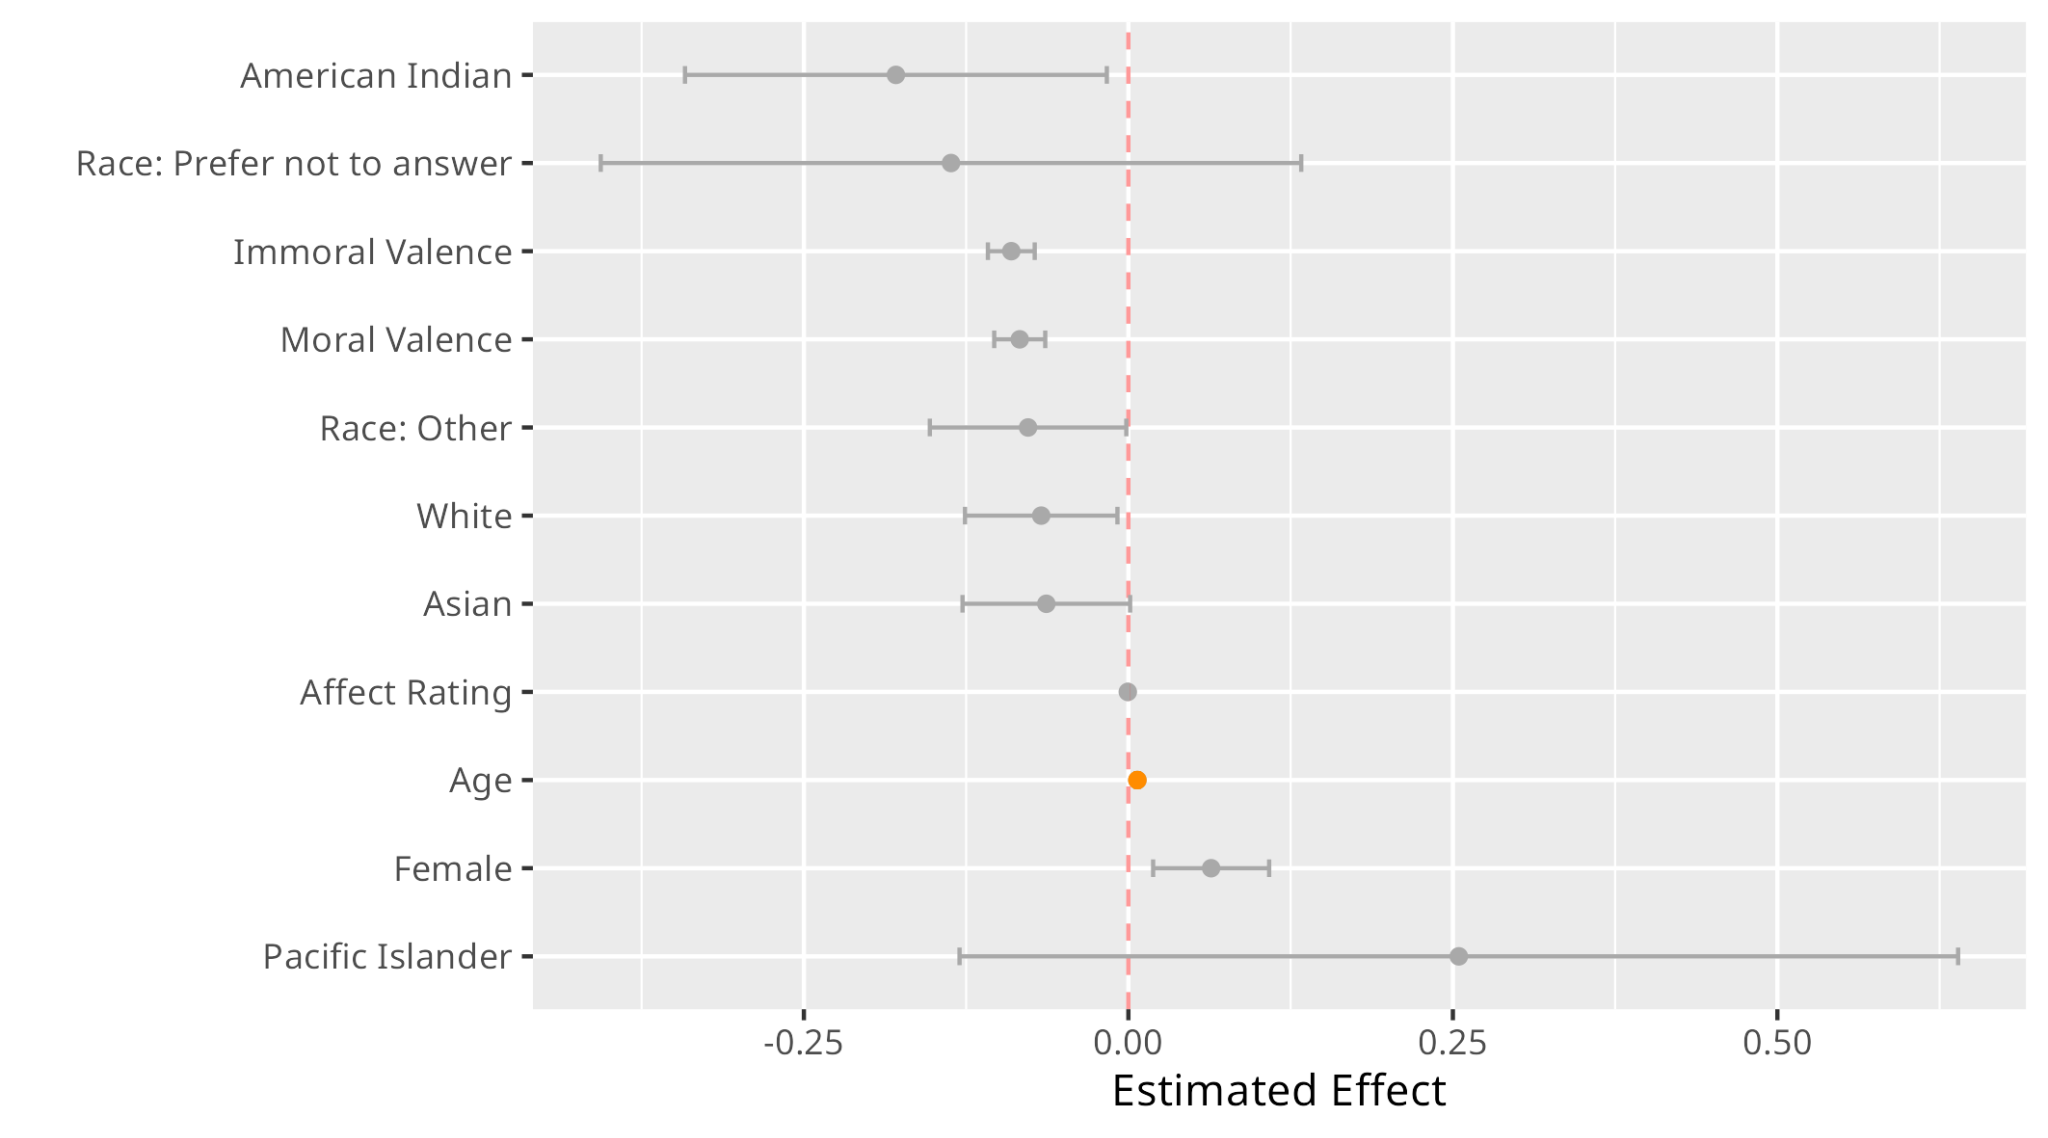 American Indian
Race: Prefer not to answer
Immoral Valence
Moral Valence
Race: Other
White
Asian
Affect Rating
Age
Female
Pacific Islander
-0.25 0.00 0.25 0.50
Estimated Effect